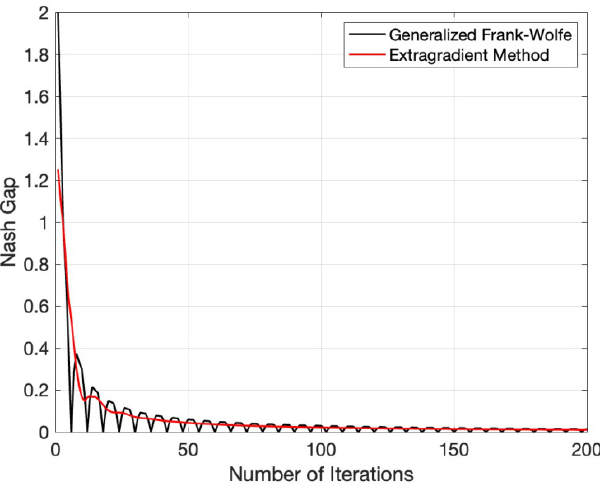 2
1.8
1.6
1.4
1.2
1
0.8
0.6
0.4
0.2
0
Nash Gap
Generalized Frank-Wolfe
Extragradient Method
0 50 100 150 200
Number of Iterations